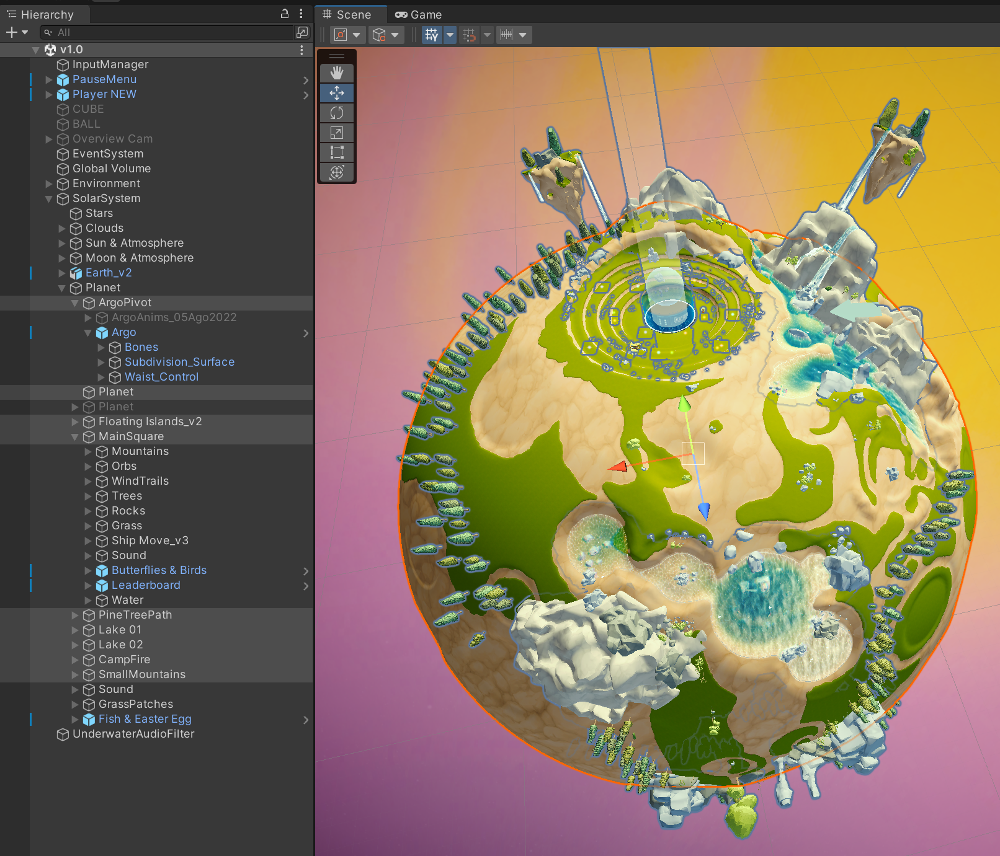 Hierarchy
All
v1.0
InputManager
PauseMenu
Player NEW
CUBE
BALL
Overview Cam
EventSystem
Global Volume
Environment
SolarSystem
Stars
Clouds
Sun & Atmosphere
Moon & Atmosphere
Earth_v2
Planet
ArgoPivot
ArgoAnims_05Ago2022
Argo
Bones
Subdivision_Surface
Waist_Control
Planet
Planet
Floating Islands_v2
MainSquare
Mountains
Orbs
WindTrails
Trees
Rocks
Grass
Ship Move_v3
Sound
Butterflies & Birds
Leaderboard
Water
PineTreePath
Lake 01
Lake 02
CampFire
SmallMountains
Sound
GrassPatches
Fish & Easter Egg
UnderwaterAudioFilter
Scene
Game